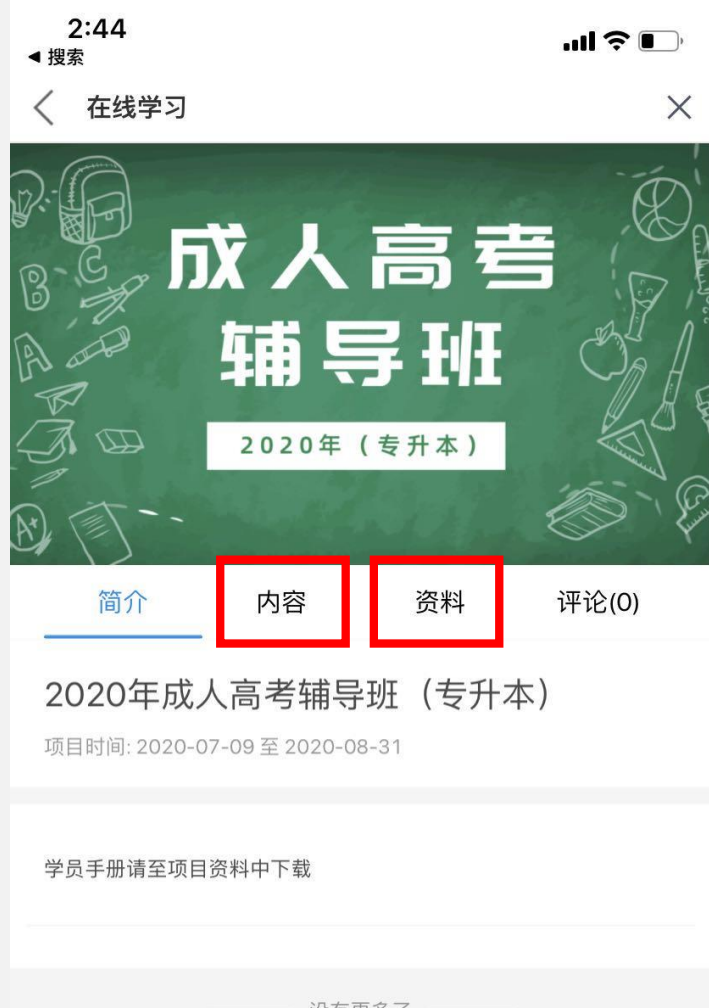 2:44
◀ 搜索
在线学习
成人高考
辅导班
2020年（专升本）
B
C
A
A+
简介 内容 资料 评论(0)
2020年成人高考辅导班（专升本）
项目时间: 2020-07-09 至 2020-08-31
学员手册请至项目资料中下载